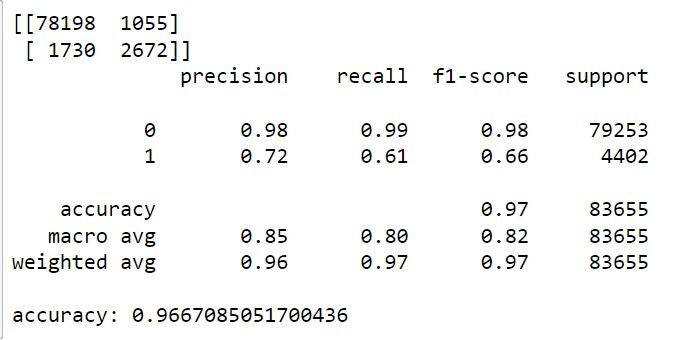 [[78198  1055]
 [ 1730  2672]]
              precision    recall  f1-score   support

           0       0.98      0.99      0.98     79253
           1       0.72      0.61      0.66      4402

    accuracy                           0.97     83655
   macro avg       0.85      0.80      0.82     83655
weighted avg       0.96      0.97      0.97     83655

accuracy: 0.9667085051700436